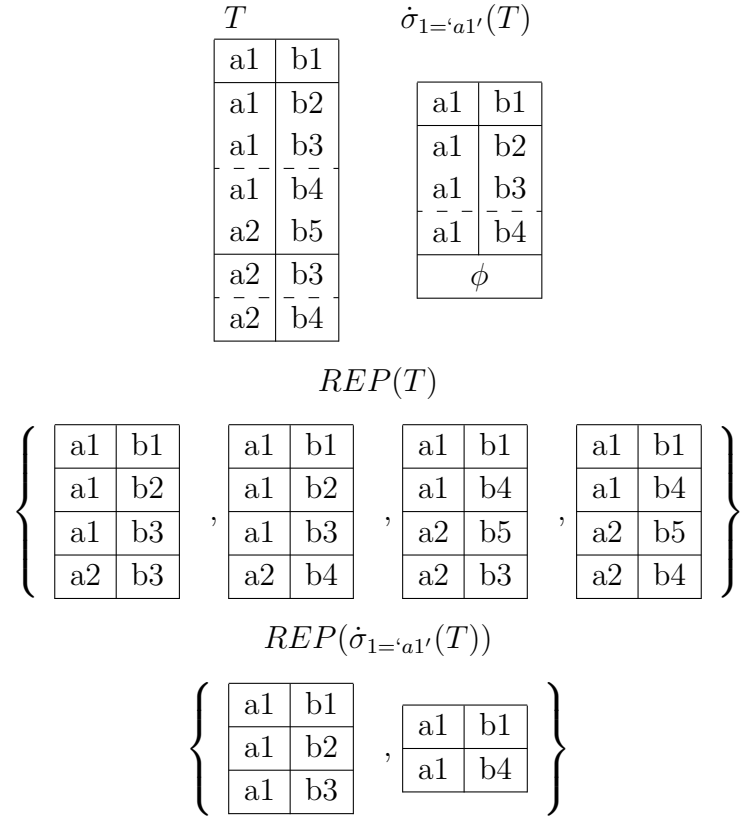 T σ̇₁₌‘ₐ₁′(T)
a1 b1
a1 b2 a1 b1
a1 b3 a1 b2
a1 b4 a1 b3
a2 b5 a1 b4
a2 b3 ϕ
a2 b4
REP(T)
{ a1 b1 , a1 b1 , a1 b1 , a1 b1 }
a1 b2 a1 b2 a1 b4 a1 b4
a1 b3 a1 b3 a2 b5 a2 b5
a2 b3 a2 b4 a2 b3 a2 b4
REP(σ̇₁₌‘ₐ₁′(T))
{ a1 b1 , a1 b1 }
a1 b2 a1 b4
a1 b3